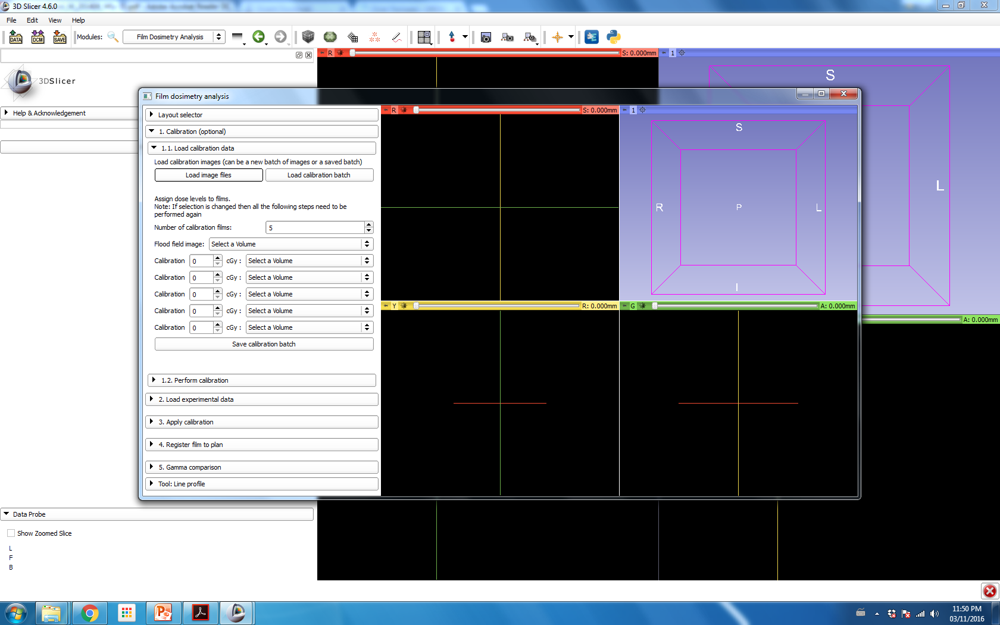 3D Slicer 4.6.0
File Edit View Help
DATA DCM SAVE Modules: Film Dosimetry Analysis
R S: 0.000mm 1
3DSlicer
S
L
Help & Acknowledgement
A: 0.000mm
Film dosimetry analysis
Layout selector
1. Calibration (optional)
1.1. Load calibration data
Load calibration images (can be a new batch of images or a saved batch)
Load image files Load calibration batch
Assign dose levels to films.
Note: If selection is changed then all the following steps need to be
performed again
Number of calibration films: 5
Flood field image: Select a Volume
Calibration 0 cGy : Select a Volume
Calibration 0 cGy : Select a Volume
Calibration 0 cGy : Select a Volume
Calibration 0 cGy : Select a Volume
Calibration 0 cGy : Select a Volume
Save calibration batch
1.2. Perform calibration
2. Load experimental data
3. Apply calibration
4. Register film to plan
5. Gamma comparison
Tool: Line profile
R S: 0.000mm 1
S
R P L
I
Y R: 0.000mm G A: 0.000mm
Data Probe
Show Zoomed Slice
L
F
B
11:50 PM
03/11/2016